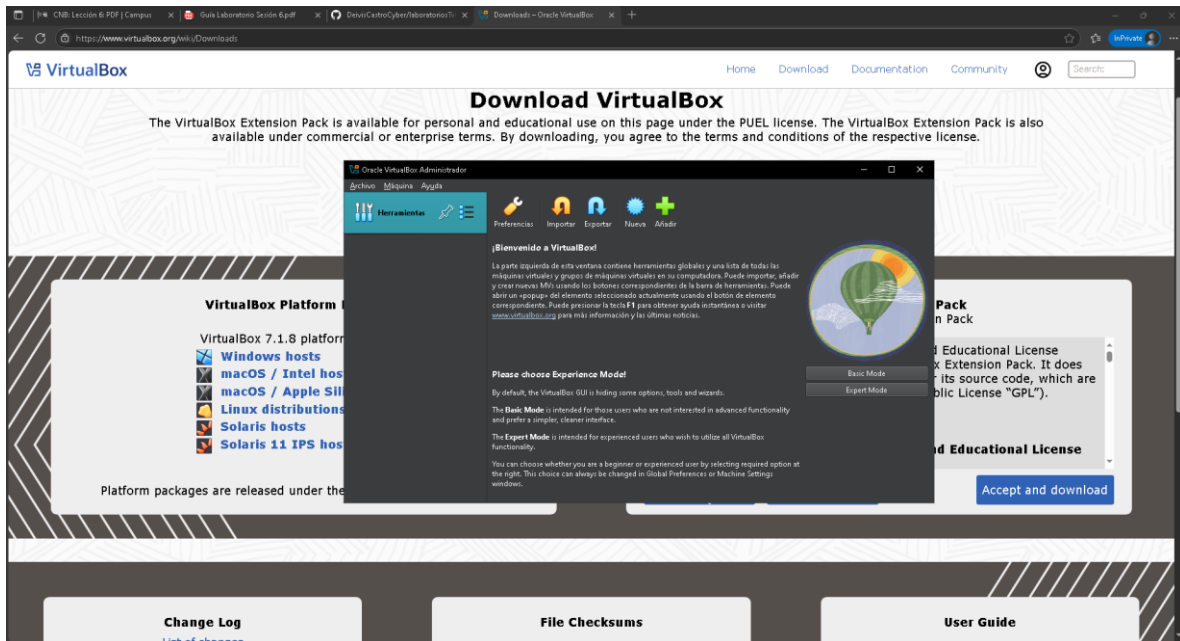 CNB: Lección 6: PDF | Campus
Guía Laboratorio Sesión 6.pdf
DeivisCastroCyber/laboratoriosTi
Downloads – Oracle VirtualBox
https://www.virtualbox.org/wiki/Downloads
InPrivate
VirtualBox
Home
Download
Documentation
Community
Search:
Download VirtualBox
The VirtualBox Extension Pack is available for personal and educational use on this page under the PUEL license. The VirtualBox Extension Pack is also
available under commercial or enterprise terms. By downloading, you agree to the terms and conditions of the respective license.
Oracle VirtualBox Administrador
Archivo Máquina Ayuda
Herramientas
Preferencias Importar Exportar Nueva Añadir
¡Bienvenido a VirtualBox!
La parte izquierda de esta ventana contiene herramientas globales y una lista de todas las
máquinas virtuales y grupos de máquinas virtuales en su computadora. Puede importar, añadir
y crear nuevas MVs usando los botones correspondientes de la barra de herramientas. Puede
abrir un «popup» del elemento seleccionado actualmente usando el botón de elemento
correspondiente. Puede presionar la tecla F1 para obtener ayuda instantánea o visitar
www.virtualbox.org para más información y las últimas noticias.
Please choose Experience Mode!
By default, the VirtualBox GUI is hiding some options, tools and wizards.
The Basic Mode is intended for those users who are not interested in advanced functionality
and prefer a simpler, cleaner interface.
The Expert Mode is intended for experienced users who wish to utilize all VirtualBox
functionality.
You can choose whether you are a beginner or experienced user by selecting required option at
the right. This choice can always be changed in Global Preferences or Machine Settings
windows.
Basic Mode
Expert Mode
VirtualBox Platform
VirtualBox 7.1.8 platfor
Windows hosts
macOS / Intel hos
macOS / Apple Sil
Linux distributions
Solaris hosts
Solaris 11 IPS hos
Platform packages are released under the
Pack
n Pack
Educational License
x Extension Pack. It does
its source code, which are
blic License “GPL”).
d Educational License
Accept and download
Change Log
List of changes
File Checksums
User Guide